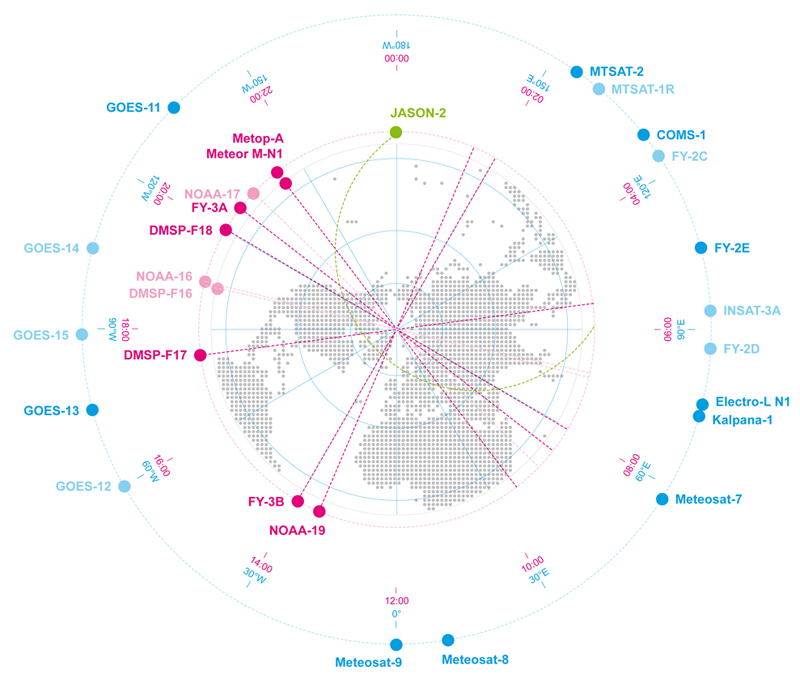 180°W
00:00
150°W
22:00
150°E
02:00
MTSAT-2
MTSAT-1R
GOES-11
JASON-2
COMS-1
FY-2C
Metop-A
Meteor M-N1
120°W
20:00
NOAA-17
FY-3A
DMSP-F18
120°E
04:00
GOES-14
FY-2E
NOAA-16
DMSP-F16
INSAT-3A
GOES-15
90°W
18:00
06:00
90°E
FY-2D
DMSP-F17
GOES-13
Electro-L N1
Kalpana-1
16:00
60°W
08:00
60°E
GOES-12
Meteosat-7
FY-3B
NOAA-19
14:00
30°W
10:00
30°E
12:00
0°
Meteosat-9
Meteosat-8